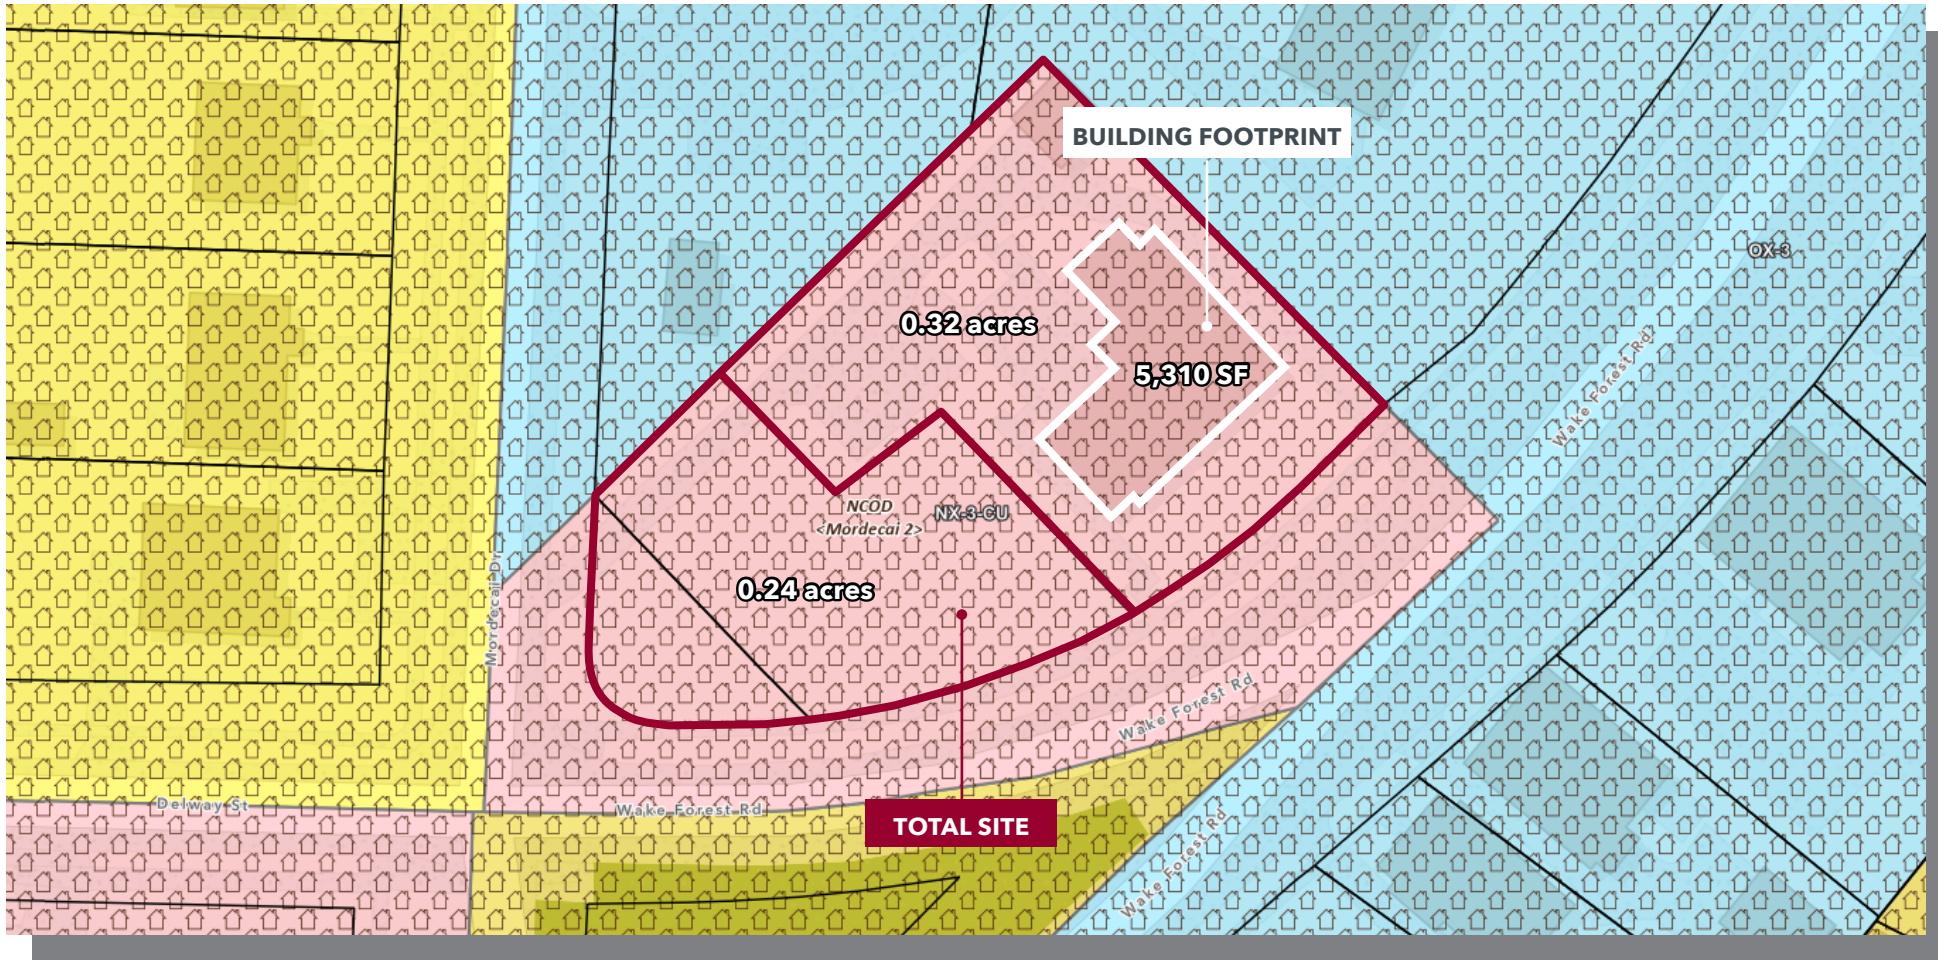 BUILDING FOOTPRINT
OX-3
0.32 acres
5,310 SF
Wake Forest Rd
NCOD
<Mordecai 2>
NX-3-CU
0.24 acres
Mordecai Dr
Wake Forest Rd
Delway St
Wake Forest Rd
TOTAL SITE
Wake Forest Rd